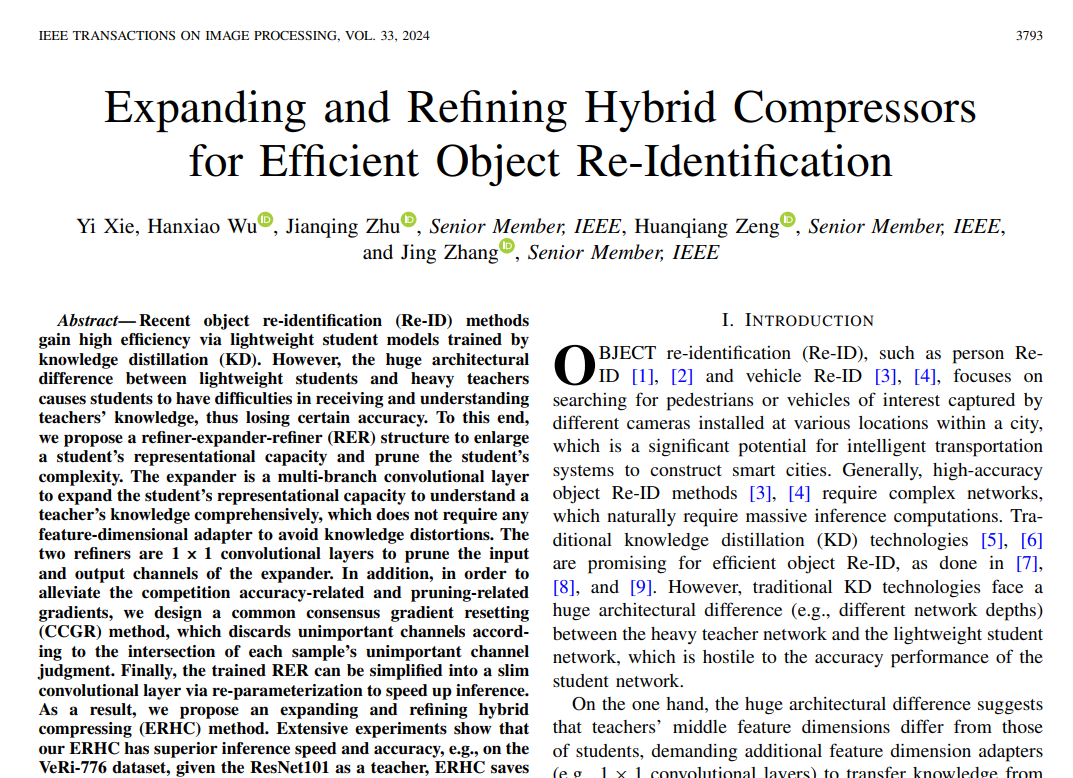 IEEE TRANSACTIONS ON IMAGE PROCESSING, VOL. 33, 2024
3793
Expanding and Refining Hybrid Compressors
for Efficient Object Re-Identification
Yi Xie, Hanxiao Wu, Jianqing Zhu, Senior Member, IEEE, Huanqiang Zeng, Senior Member, IEEE,
and Jing Zhang, Senior Member, IEEE
Abstract—Recent object re-identification (Re-ID) methods
gain high efficiency via lightweight student models trained by
knowledge distillation (KD). However, the huge architectural
difference between lightweight students and heavy teachers
causes students to have difficulties in receiving and understanding
teachers' knowledge, thus losing certain accuracy. To this end,
we propose a refiner-expander-refiner (RER) structure to enlarge
a student's representational capacity and prune the student's
complexity. The expander is a multi-branch convolutional layer
to expand the student's representational capacity to understand a
teacher's knowledge comprehensively, which does not require any
feature-dimensional adapter to avoid knowledge distortions. The
two refiners are 1 × 1 convolutional layers to prune the input
and output channels of the expander. In addition, in order to
alleviate the competition accuracy-related and pruning-related
gradients, we design a common consensus gradient resetting
(CCGR) method, which discards unimportant channels accord-
ing to the intersection of each sample's unimportant channel
judgment. Finally, the trained RER can be simplified into a slim
convolutional layer via re-parameterization to speed up inference.
As a result, we propose an expanding and refining hybrid
compressing (ERHC) method. Extensive experiments show that
our ERHC has superior inference speed and accuracy, e.g., on the
VeRi-776 dataset, given the ResNet101 as a teacher, ERHC saves
I. INTRODUCTION
OBJECT re-identification (Re-ID), such as person Re-
ID [1], [2] and vehicle Re-ID [3], [4], focuses on
searching for pedestrians or vehicles of interest captured by
different cameras installed at various locations within a city,
which is a significant potential for intelligent transportation
systems to construct smart cities. Generally, high-accuracy
object Re-ID methods [3], [4] require complex networks,
which naturally require massive inference computations. Tra-
ditional knowledge distillation (KD) technologies [5], [6]
are promising for efficient object Re-ID, as done in [7],
[8], and [9]. However, traditional KD technologies face a
huge architectural difference (e.g., different network depths)
between the heavy teacher network and the lightweight student
network, which is hostile to the accuracy performance of the
student network.
On the one hand, the huge architectural difference suggests
that teachers' middle feature dimensions differ from those
of students, demanding additional feature dimension adapters
(e.g., 1 × 1 convolutional layers) to transfer knowledge from